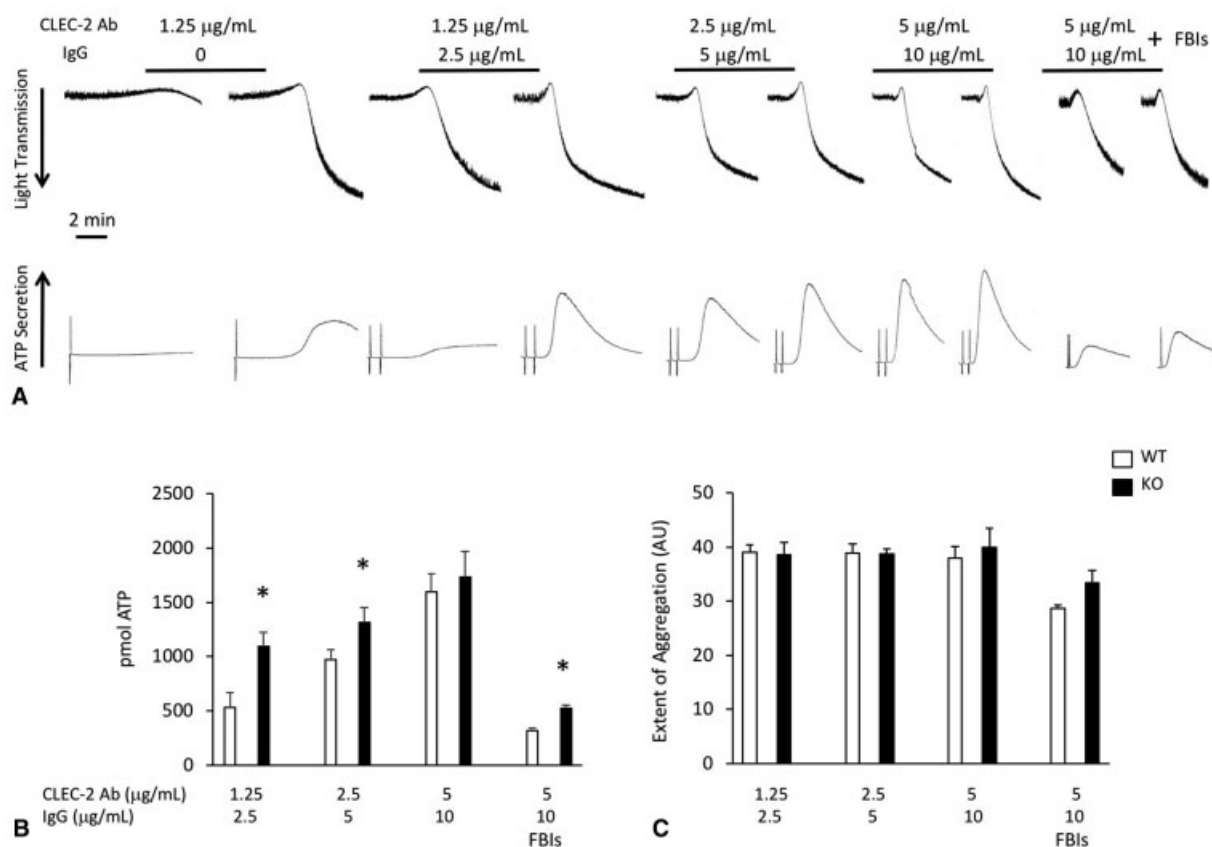 CLEC-2 Ab 1.25 µg/mL 1.25 µg/mL 2.5 µg/mL 5 µg/mL 5 µg/mL
IgG 0 2.5 µg/mL 5 µg/mL 10 µg/mL 10 µg/mL + FBIs
Light Transmission
2 min
ATP Secretion
A
WT
KO
pmol ATP
2500
2000
1500
1000
500
0
* * *
CLEC-2 Ab (µg/mL) 1.25 2.5 5 5
IgG (µg/mL) 2.5 5 10 10
FBIs
B
Extent of Aggregation (AU)
50
40
30
20
10
0
1.25 2.5 5 5
2.5 5 10 10
FBIs
C